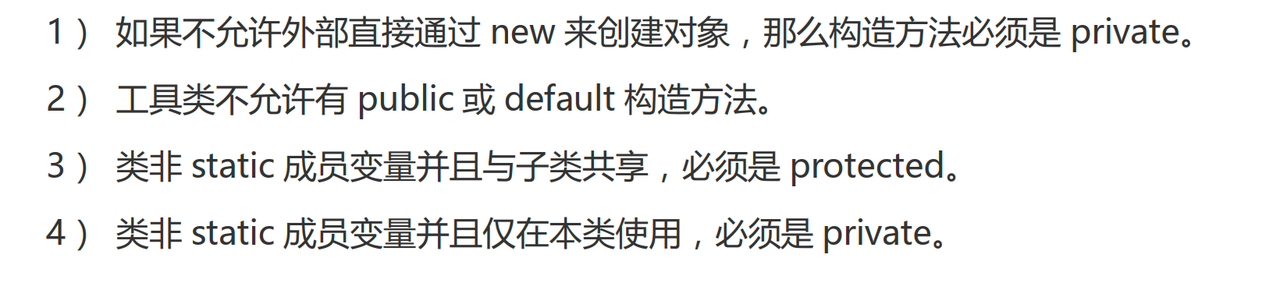 1） 如果不允许外部直接通过 new 来创建对象，那么构造方法必须是 private。
2） 工具类不允许有 public 或 default 构造方法。
3） 类非 static 成员变量并且与子类共享，必须是 protected。
4） 类非 static 成员变量并且仅在本类使用，必须是 private。